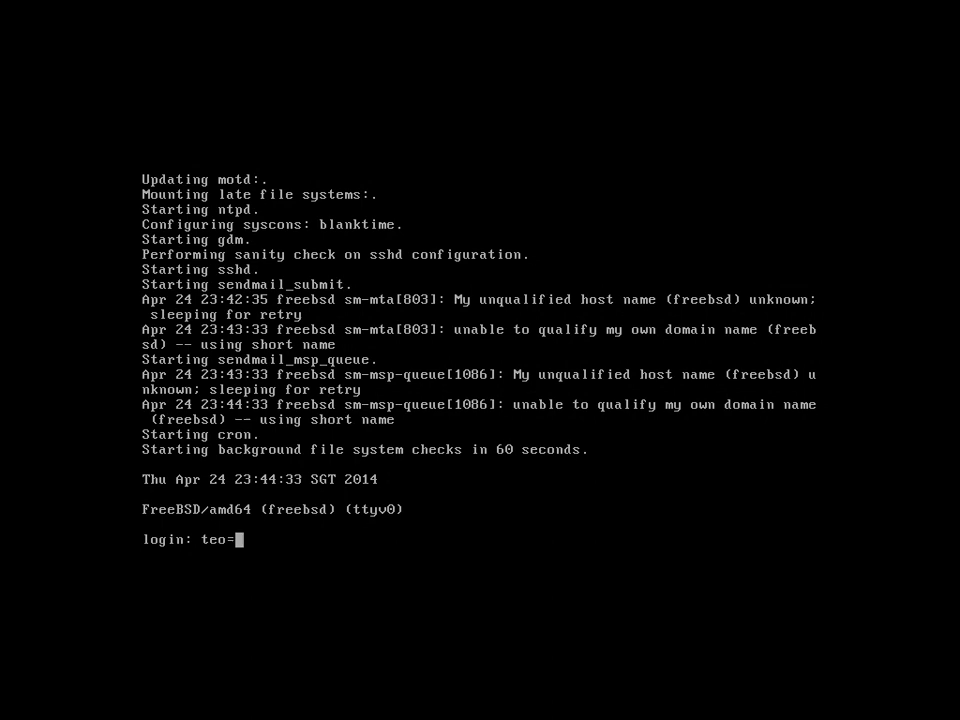 Updating motd:.
Mounting late file systems:.
Starting ntpd.
Configuring syscons: blanktime.
Starting gdm.
Performing sanity check on sshd configuration.
Starting sshd.
Starting sendmail_submit.
Apr 24 23:42:35 freebsd sm-mta[803]: My unqualified host name (freebsd) unknown;
 sleeping for retry
Apr 24 23:43:33 freebsd sm-mta[803]: unable to qualify my own domain name (freeb
sd) -- using short name
Starting sendmail_msp_queue.
Apr 24 23:43:33 freebsd sm-msp-queue[1086]: My unqualified host name (freebsd) u
nknown; sleeping for retry
Apr 24 23:44:33 freebsd sm-msp-queue[1086]: unable to qualify my own domain name
 (freebsd) -- using short name
Starting cron.
Starting background file system checks in 60 seconds.
Thu Apr 24 23:44:33 SGT 2014
FreeBSD/amd64 (freebsd) (ttyv0)
login: teo=